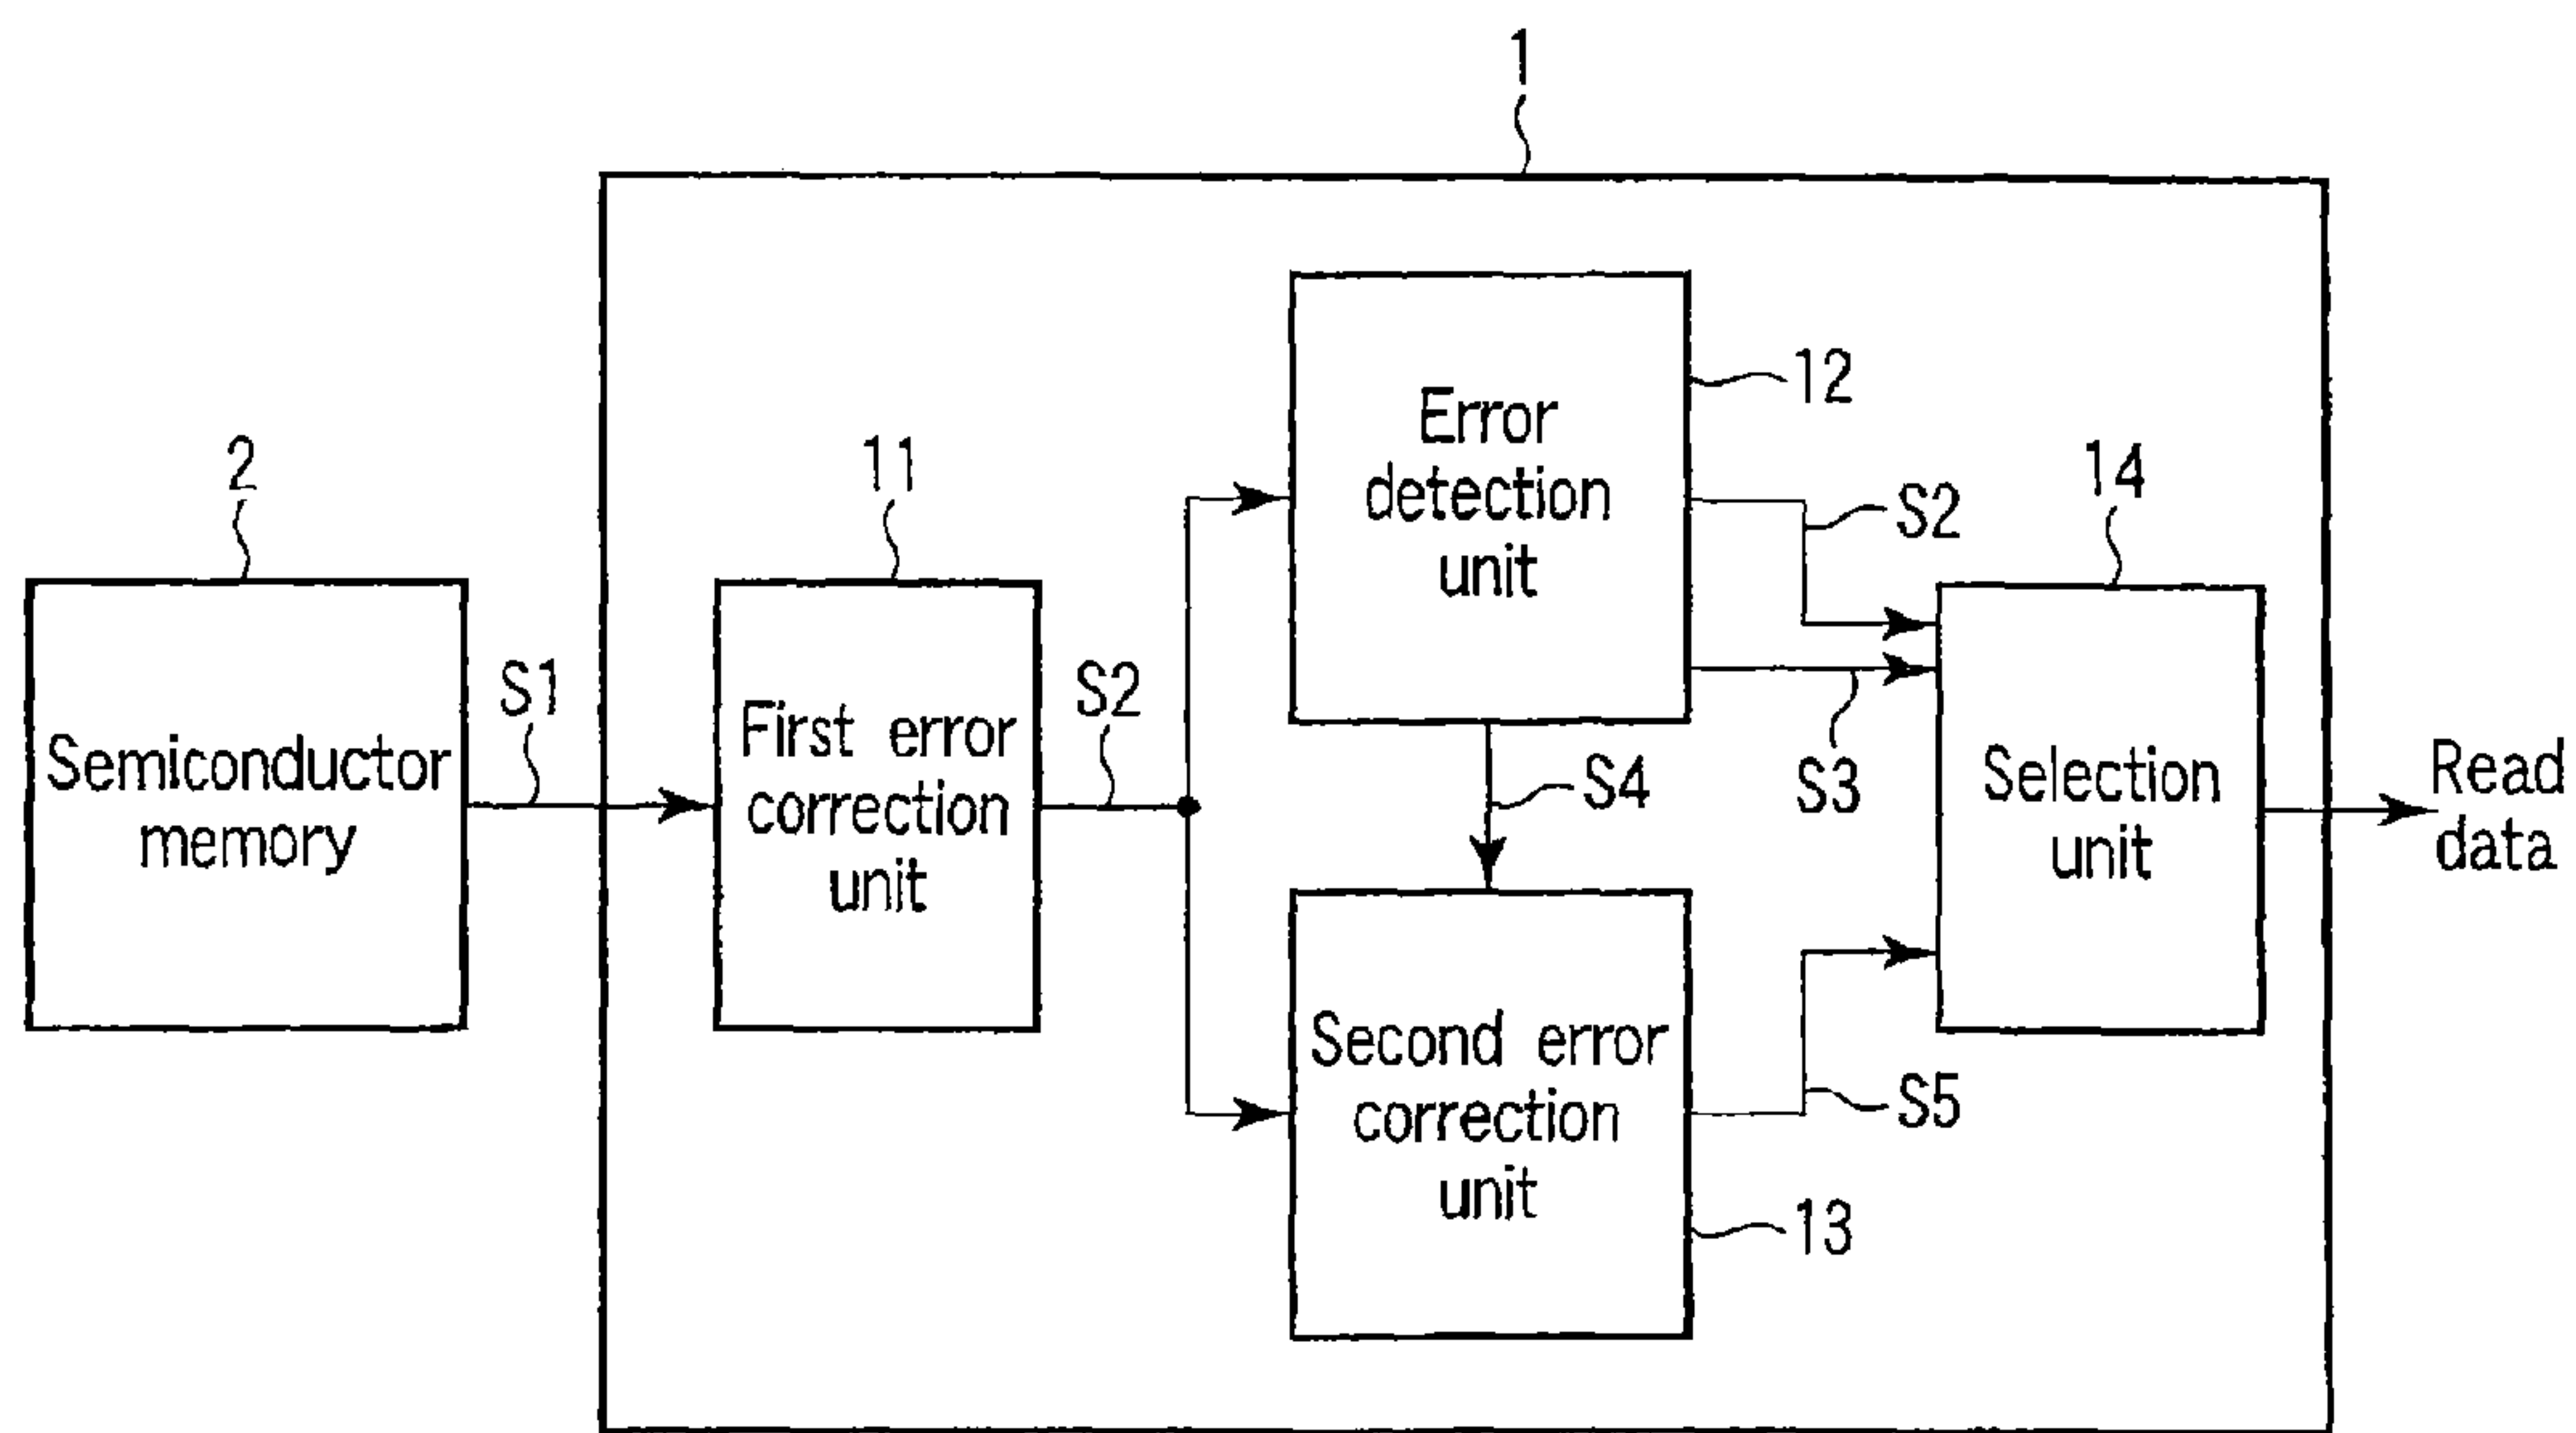 1
2
Semiconductor
memory
S1
11
First error
correction
unit
S2
12
Error
detection
unit
S2
S3
S4
Second error
correction
unit
13
S5
14
Selection
unit
Read
data